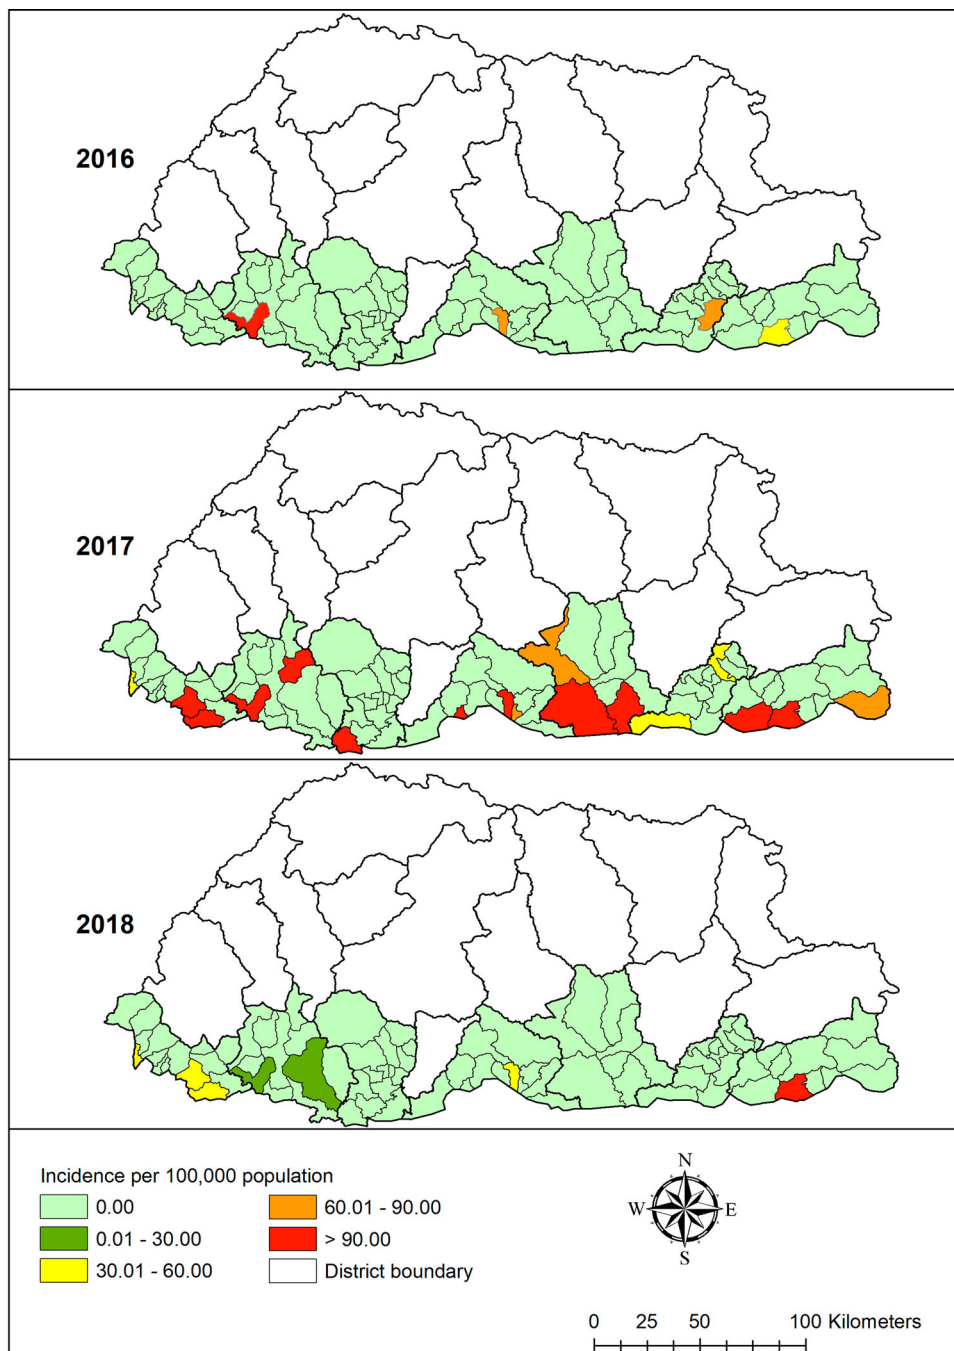 2016
2017
2018
Incidence per 100,000 population
0.00
60.01 - 90.00
0.01 - 30.00
> 90.00
30.01 - 60.00
District boundary
N
W E
S
0 25 50 100 Kilometers